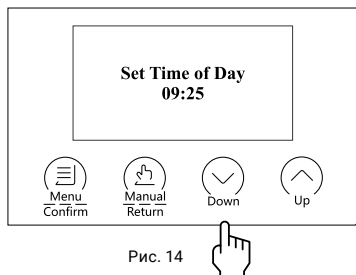 Set Time of Day
09:25
Menu
Confirm
Manual
Return
Down
Up
Рис. 14